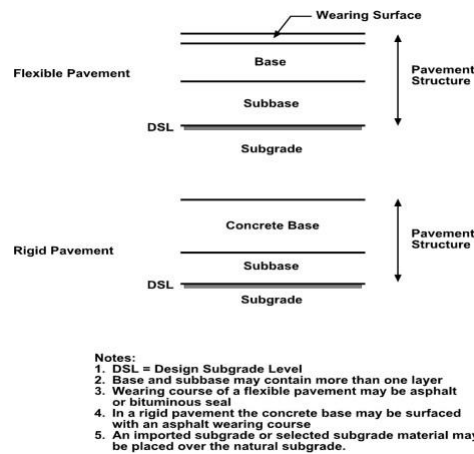 Wearing Surface
Flexible Pavement
Base
Pavement
Structure
Subbase
DSL
Subgrade
Rigid Pavement
Concrete Base
Pavement
Structure
Subbase
DSL
Subgrade
Notes:
1. DSL = Design Subgrade Level
2. Base and subbase may contain more than one layer
3. Wearing course of a flexible pavement may be asphalt
or bituminous seal
4. In a rigid pavement the concrete base may be surfaced
with an asphalt wearing course
5. An imported subgrade or selected subgrade material may
be placed over the natural subgrade.